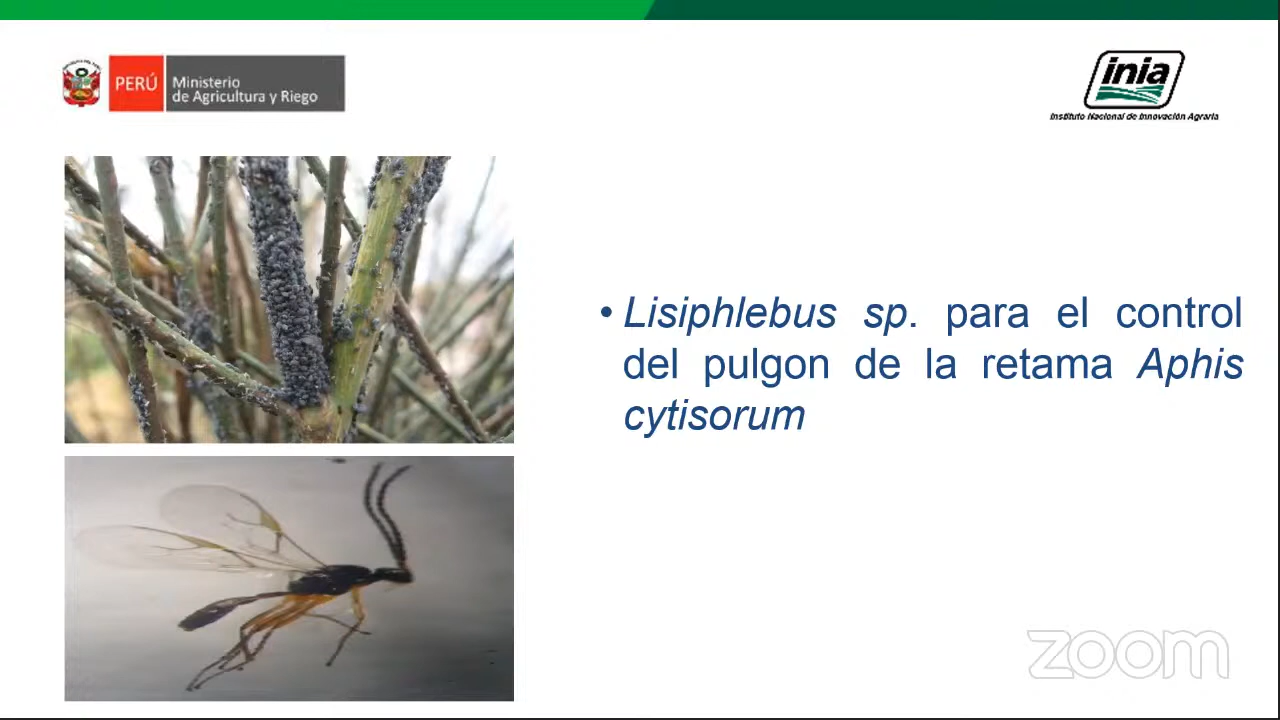 PERÚ
Ministerio
de Agricultura y Riego
inia
Instituto Nacional de Innovación Agraria
• Lisiphlebus sp. para el control
del pulgon de la retama Aphis
cytisorum
zoom